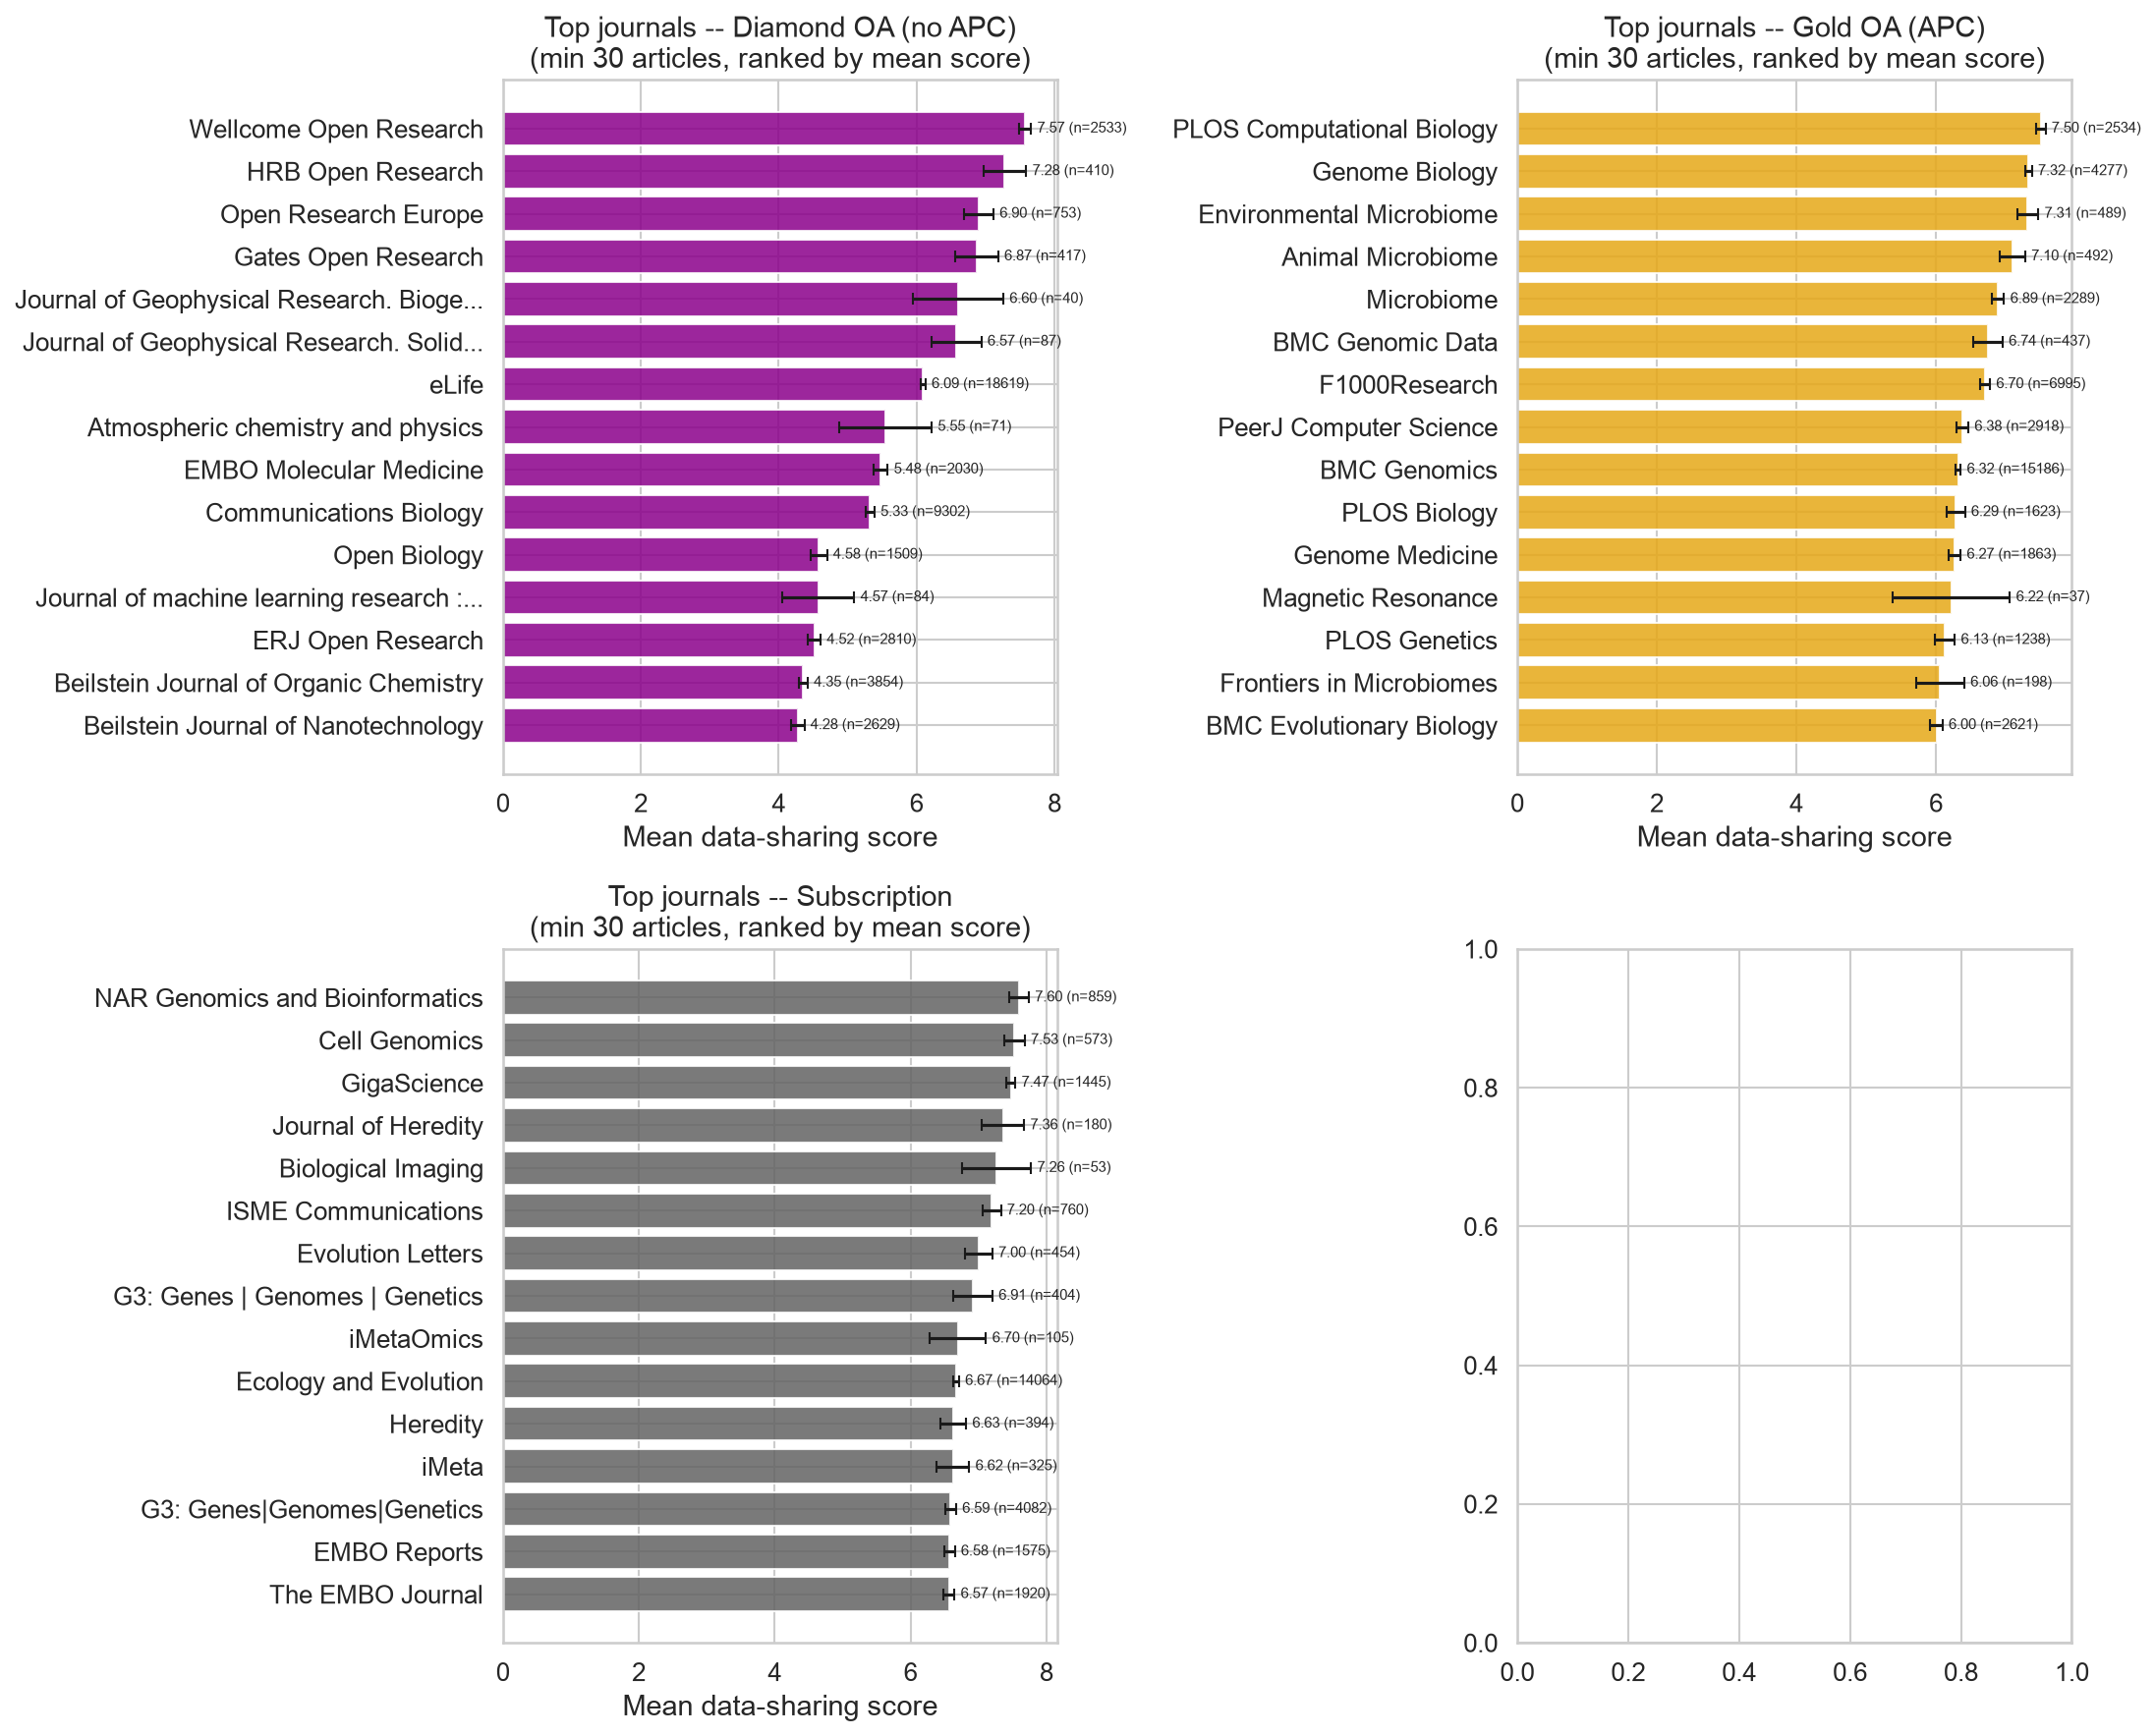 Top journals -- Diamond OA (no APC)
(min 30 articles, ranked by mean score)
Wellcome Open Research 7.57 (n=2533)
HRB Open Research 7.28 (n=410)
Open Research Europe 6.90 (n=753)
Gates Open Research 6.87 (n=417)
Journal of Geophysical Research. Bioge... 6.60 (n=40)
Journal of Geophysical Research. Solid... 6.57 (n=87)
eLife 6.09 (n=18619)
Atmospheric chemistry and physics 5.55 (n=71)
EMBO Molecular Medicine 5.48 (n=2030)
Communications Biology 5.33 (n=9302)
Open Biology 4.58 (n=1509)
Journal of machine learning research :... 4.57 (n=84)
ERJ Open Research 4.52 (n=2810)
Beilstein Journal of Organic Chemistry 4.35 (n=3854)
Beilstein Journal of Nanotechnology 4.28 (n=2629)
0 2 4 6 8
Mean data-sharing score
Top journals -- Gold OA (APC)
(min 30 articles, ranked by mean score)
PLOS Computational Biology 7.50 (n=2534)
Genome Biology 7.32 (n=4277)
Environmental Microbiome 7.31 (n=489)
Animal Microbiome 7.10 (n=492)
Microbiome 6.89 (n=2289)
BMC Genomic Data 6.74 (n=437)
F1000Research 6.70 (n=6995)
PeerJ Computer Science 6.38 (n=2918)
BMC Genomics 6.32 (n=15186)
PLOS Biology 6.29 (n=1623)
Genome Medicine 6.27 (n=1863)
Magnetic Resonance 6.22 (n=37)
PLOS Genetics 6.13 (n=1238)
Frontiers in Microbiomes 6.06 (n=198)
BMC Evolutionary Biology 6.00 (n=2621)
0 2 4 6
Mean data-sharing score
Top journals -- Subscription
(min 30 articles, ranked by mean score)
NAR Genomics and Bioinformatics 7.60 (n=859)
Cell Genomics 7.53 (n=573)
GigaScience 7.47 (n=1445)
Journal of Heredity 7.36 (n=180)
Biological Imaging 7.26 (n=53)
ISME Communications 7.20 (n=760)
Evolution Letters 7.00 (n=454)
G3: Genes | Genomes | Genetics 6.91 (n=404)
iMetaOmics 6.70 (n=105)
Ecology and Evolution 6.67 (n=14064)
Heredity 6.63 (n=394)
iMeta 6.62 (n=325)
G3: Genes|Genomes|Genetics 6.59 (n=4082)
EMBO Reports 6.58 (n=1575)
The EMBO Journal 6.57 (n=1920)
0 2 4 6 8
Mean data-sharing score
1.0
0.8
0.6
0.4
0.2
0.0
0.0 0.2 0.4 0.6 0.8 1.0